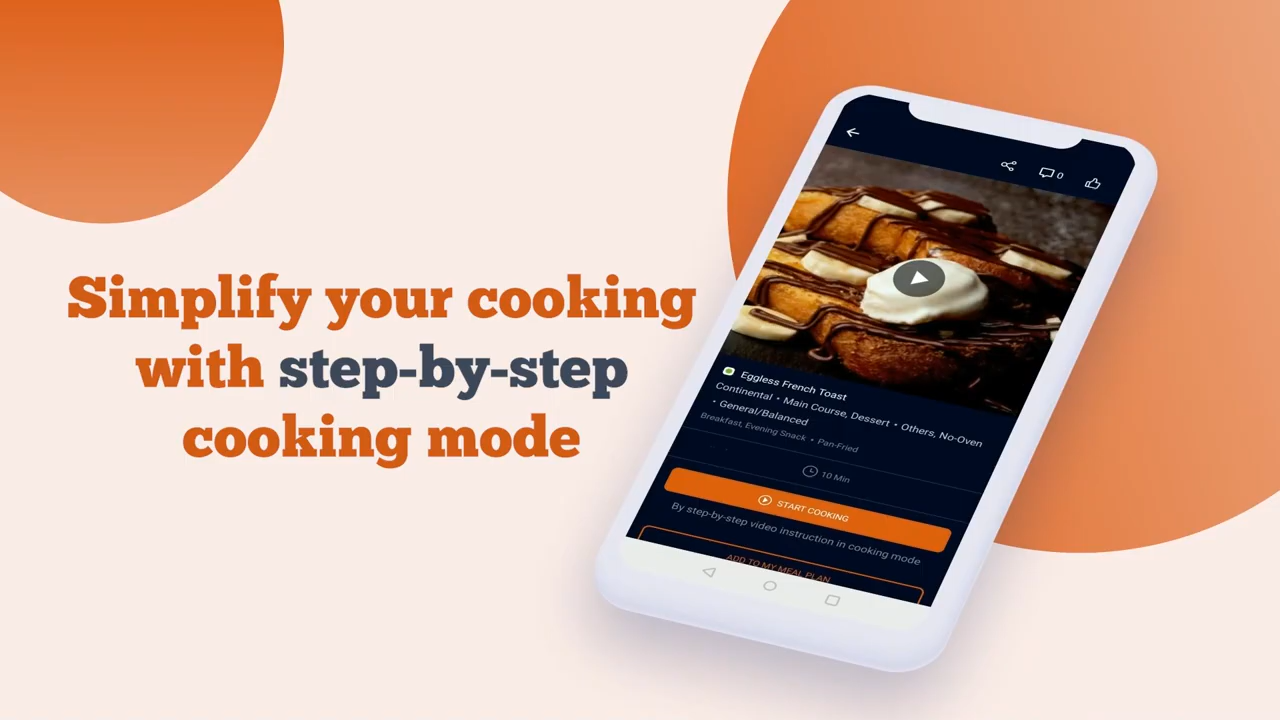 Simplify your cooking
with step-by-step
cooking mode
0
Eggless French Toast
Continental • Main Course, Dessert • Others, No-Oven
• General/Balanced
Breakfast, Evening Snack • Pan-Fried
10 Min
START COOKING
By step-by-step video instruction in cooking mode
ADD TO MY MEAL PLAN